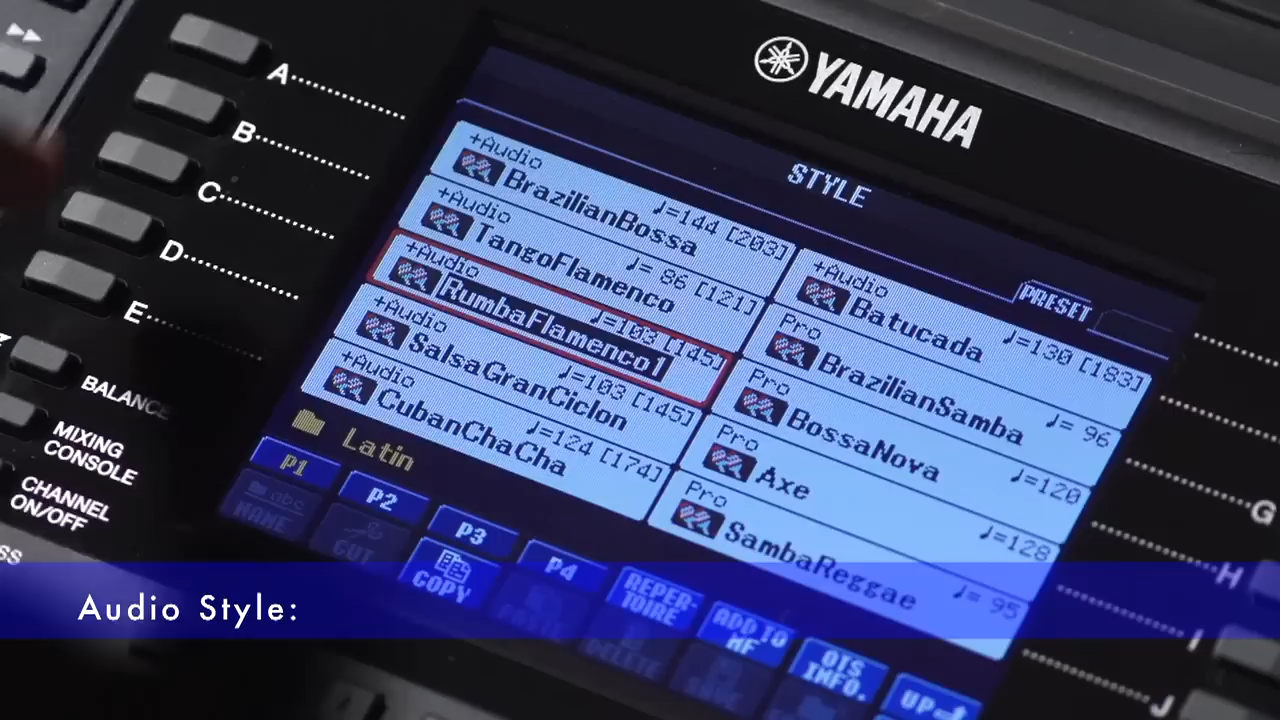 YAMAHA
STYLE
PRESET
A
B
C
D
E
BALANCE
MIXING
CONSOLE
CHANNEL
ON/OFF
+Audio
BrazilianBossa
♩=144 [203]
+Audio
TangoFlamenco
♩= 86 [121]
+Audio
RumbaFlamenco1
♩=103 [145]
+Audio
SalsaGranCiclon
♩=103 [145]
+Audio
CubanChaCha
♩=124 [174]
+Audio
Batucada
♩=130 [183]
Pro
BrazilianSamba
♩= 96
Pro
BossaNova
♩=120
Pro
Axe
♩=128
Pro
SambaReggae
♩= 95
Latin
P1
P2
P3
P4
NAME
CUT
COPY
DELETE
REPER-
TOIRE
ADD TO
MF
OTS
INFO.
UP
G
H
I
J
Audio Style: